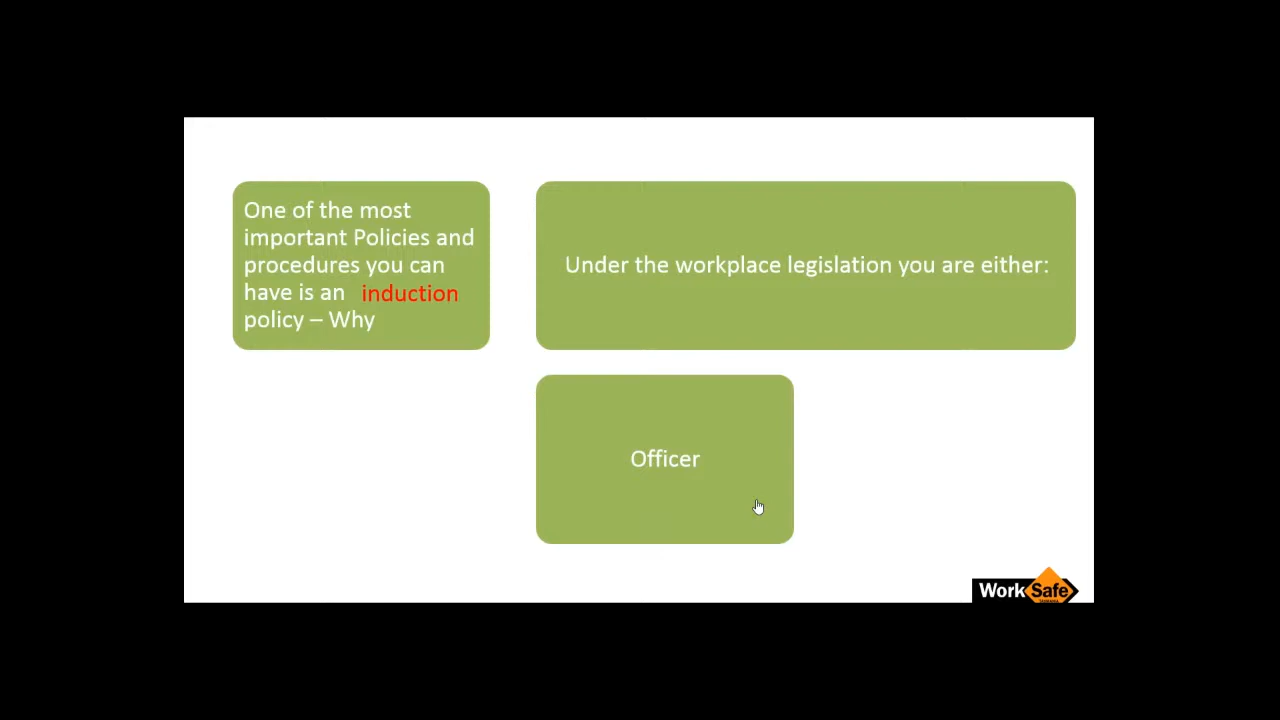 One of the most
important Policies and
procedures you can
have is an induction
policy – Why
Under the workplace legislation you are either:
Officer
WorkSafe